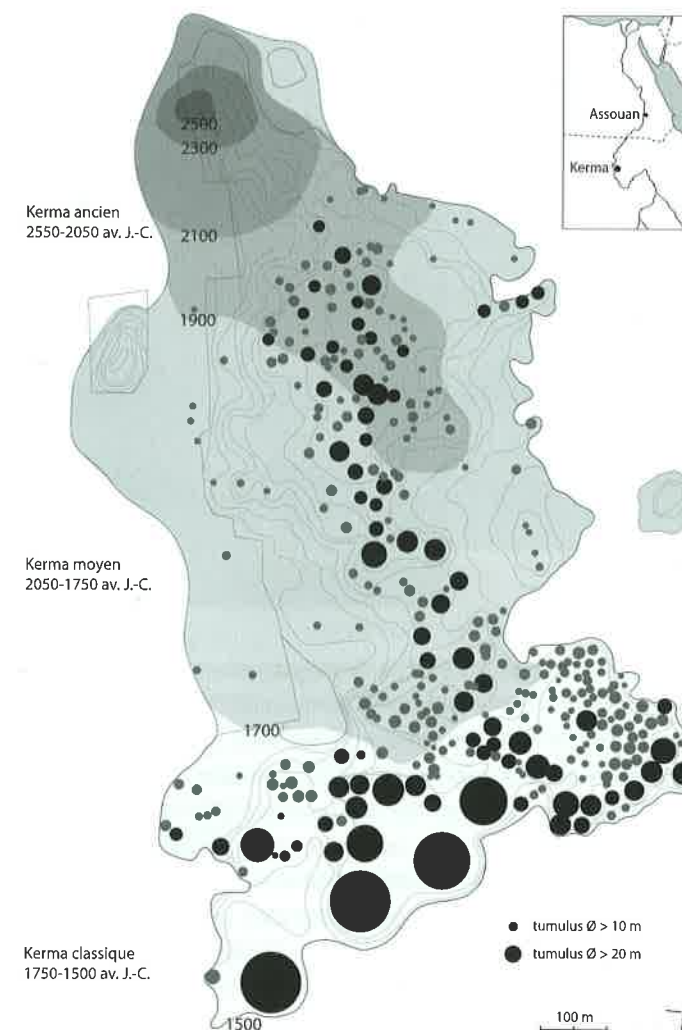 Assouan
Kerma
2500
2300
Kerma ancien
2550-2050 av. J.-C.
2100
1900
Kerma moyen
2050-1750 av. J.-C.
1700
tumulus Ø > 10 m
tumulus Ø > 20 m
Kerma classique
1750-1500 av. J.-C.
1500
100 m